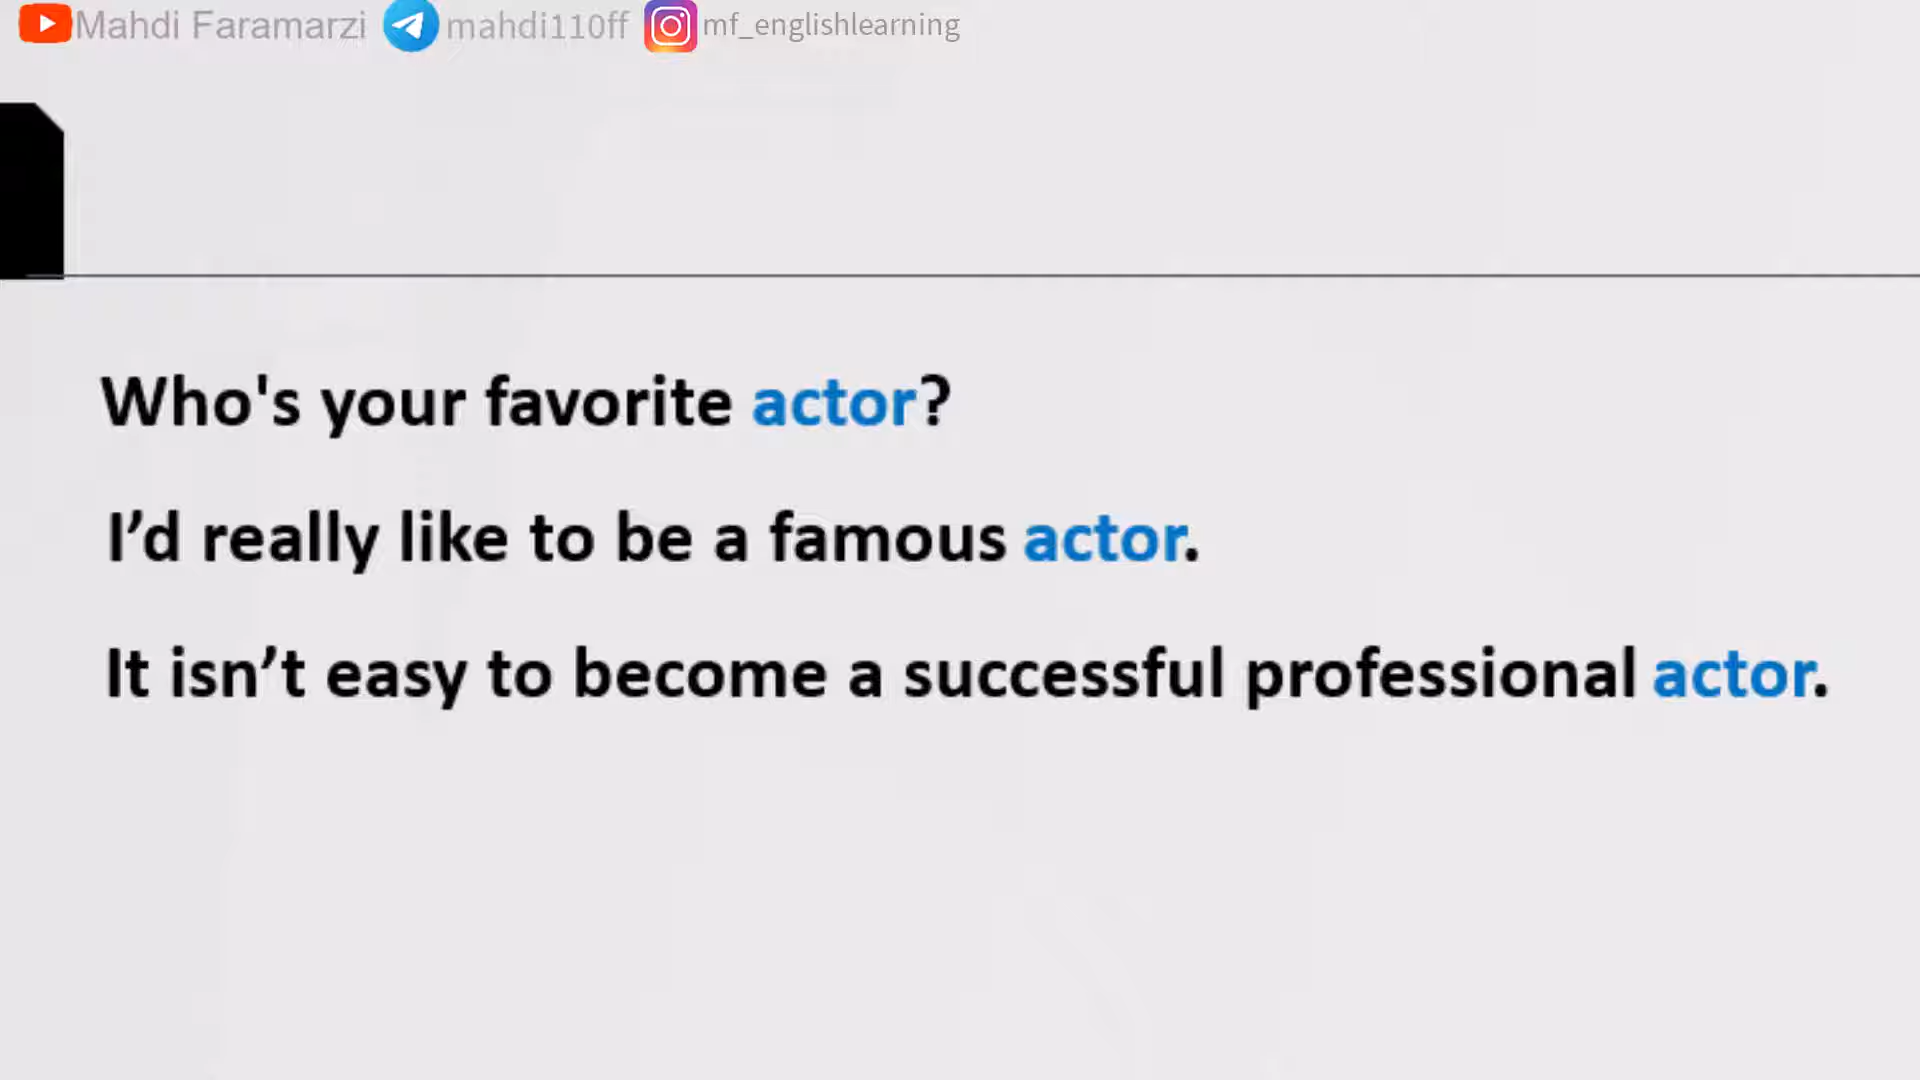 Mahdi Faramarzi mahdi110ff mf_englishlearning
Who's your favorite actor?
I’d really like to be a famous actor.
It isn’t easy to become a successful professional actor.